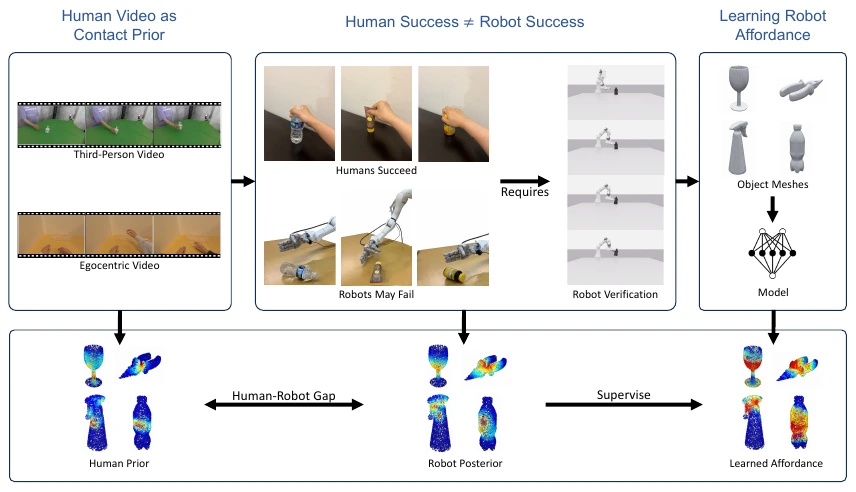 Human Video as
Contact Prior
Human Success ≠ Robot Success
Learning Robot
Affordance
Third-Person Video
Egocentric Video
Humans Succeed
Robots May Fail
Requires
Robot Verification
Object Meshes
Model
Human Prior
Human-Robot Gap
Robot Posterior
Supervise
Learned Affordance